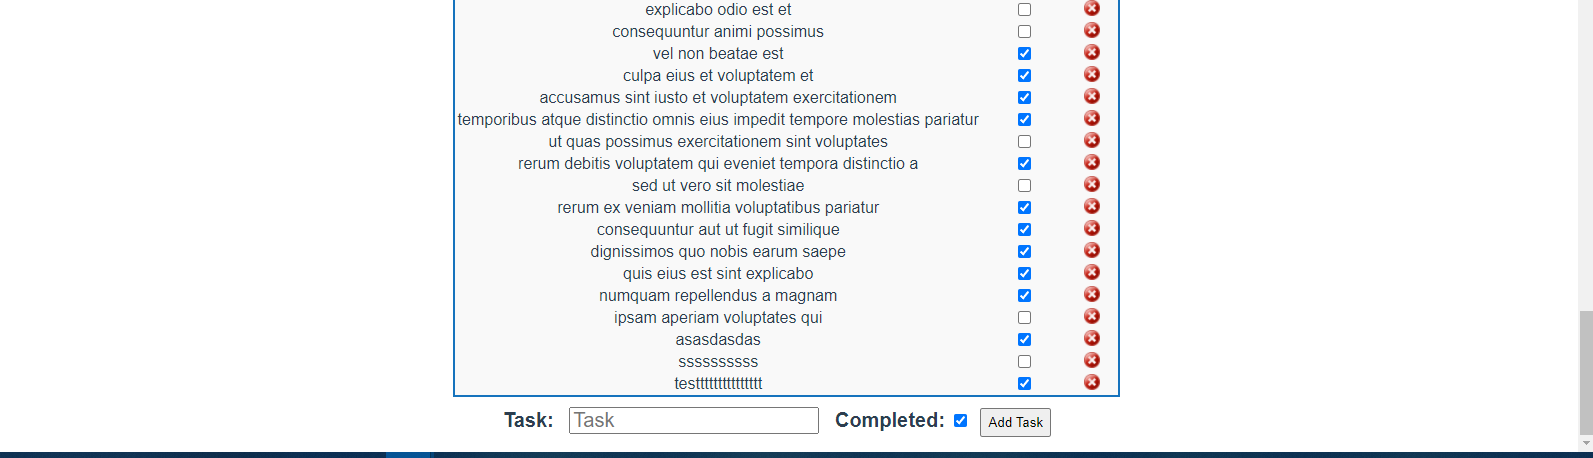 explicabo odio est et
consequuntur animi possimus
vel non beatae est
culpa eius et voluptatem et
accusamus sint iusto et voluptatem exercitationem
temporibus atque distinctio omnis eius impedit tempore molestias pariatur
ut quas possimus exercitationem sint voluptates
rerum debitis voluptatem qui eveniet tempora distinctio a
sed ut vero sit molestiae
rerum ex veniam mollitia voluptatibus pariatur
consequuntur aut ut fugit similique
dignissimos quo nobis earum saepe
quis eius est sint explicabo
numquam repellendus a magnam
ipsam aperiam voluptates qui
asasdasdas
ssssssssss
testttttttttttttttt
Task: Task Completed: Add Task